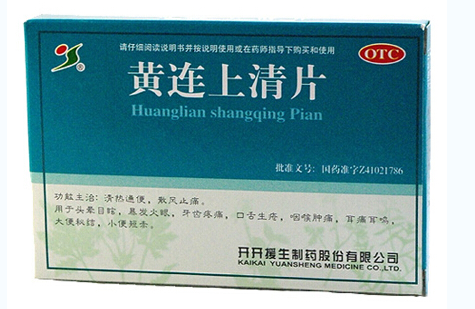 请仔细阅读说明书并按说明使用或在药师指导下购买和使用
OTC
黄连上清片
Huanglian shangqing Pian
批准文号：国药准字Z41021786
功能主治：清热通便，散风止痛。
用于头晕目眩，暴发火眼，牙齿疼痛，口舌生疮，咽喉肿痛，耳痛耳鸣，
大便秘结，小便短赤。
开开援生制药股份有限公司
KAIKAI YUANSHENG MEDICINE CO.,LTD.